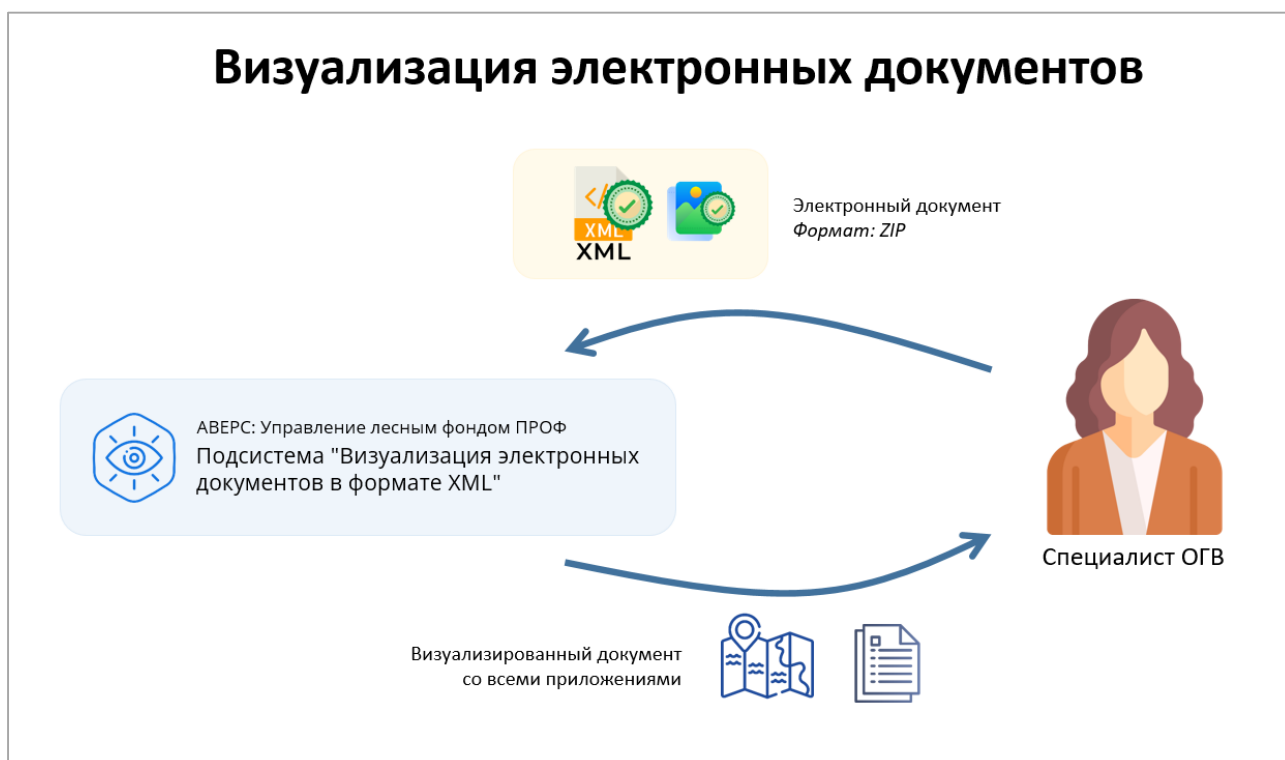 Визуализация электронных документов
XML
XML
Электронный документ
Формат: ZIP
АВЕРС: Управление лесным фондом ПРОФ
Подсистема "Визуализация электронных
документов в формате XML"
Специалист ОГВ
Визуализированный документ
со всеми приложениями